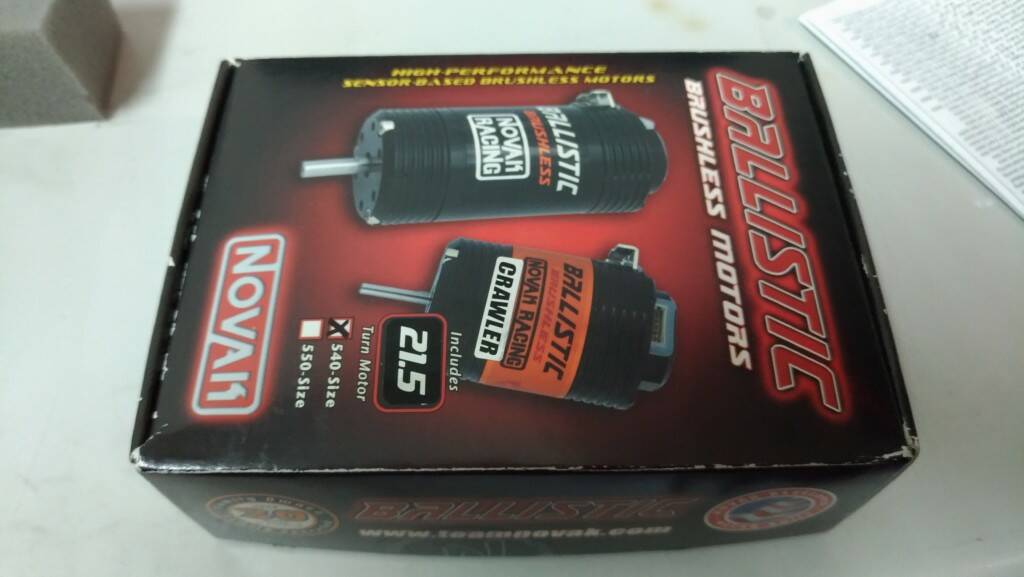 BALLISTIC
BRUSHLESS MOTORS
HIGH-PERFORMANCE
SENSOR-BASED BRUSHLESS MOTORS
BALLISTIC
BRUSHLESS
NOVAK
RACING
BALLISTIC
BRUSHLESS
NOVAK RACING
CRAWLER
Includes
21.5
Turn Motor
540-Size
550-Size
NOVAK
BALLISTIC
www.teamnovak.com